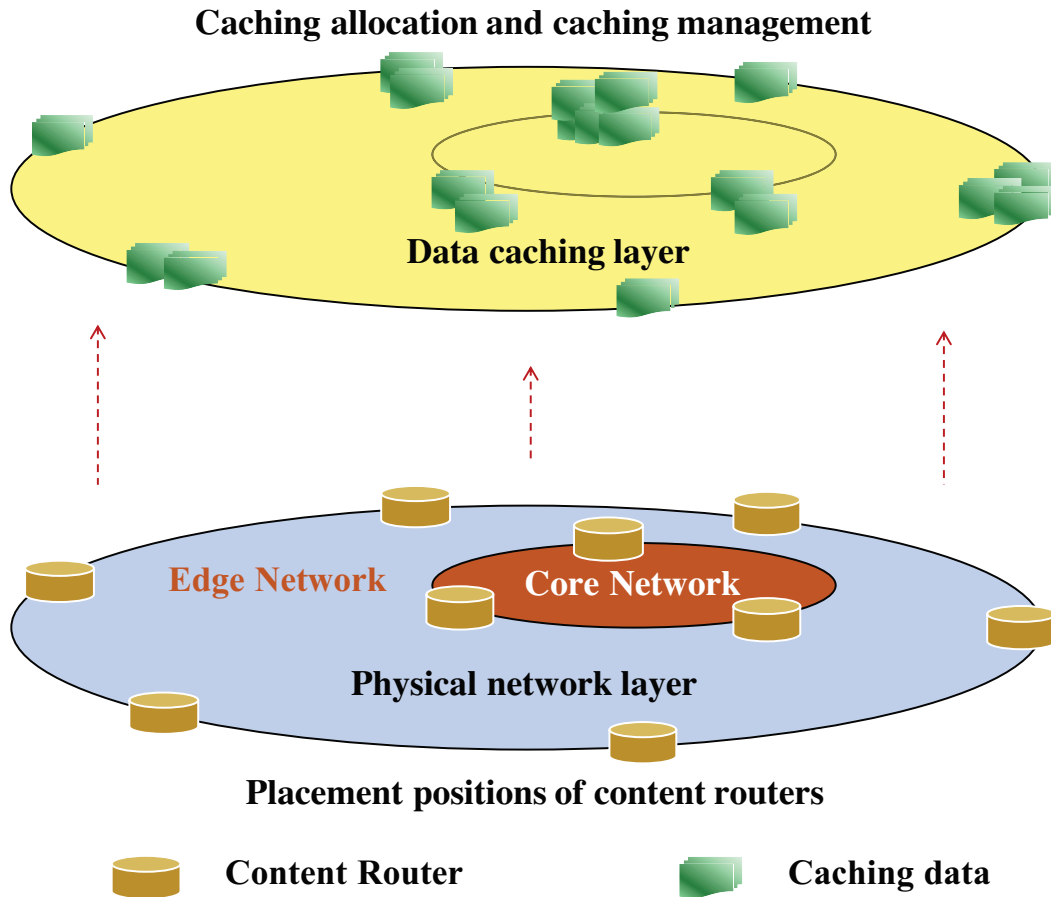 Caching allocation and caching management
Data caching layer
Edge Network
Core Network
Physical network layer
Placement positions of content routers
Content Router
Caching data